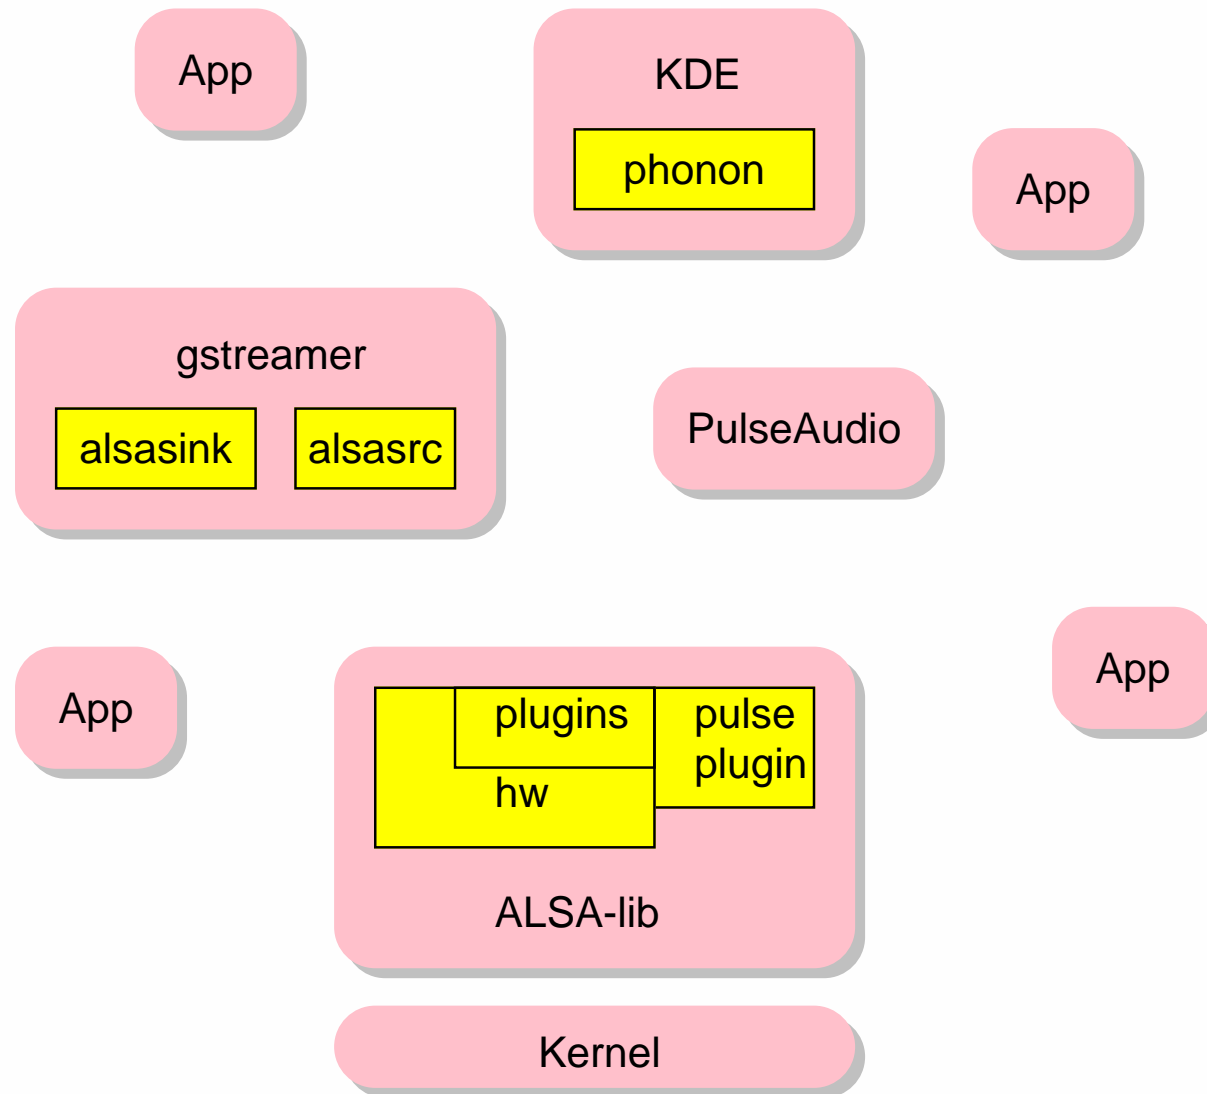 App
KDE
phonon
App
gstreamer
alsasink
alsasrc
PulseAudio
App
App
plugins
pulse
plugin
hw
ALSA-lib
Kernel